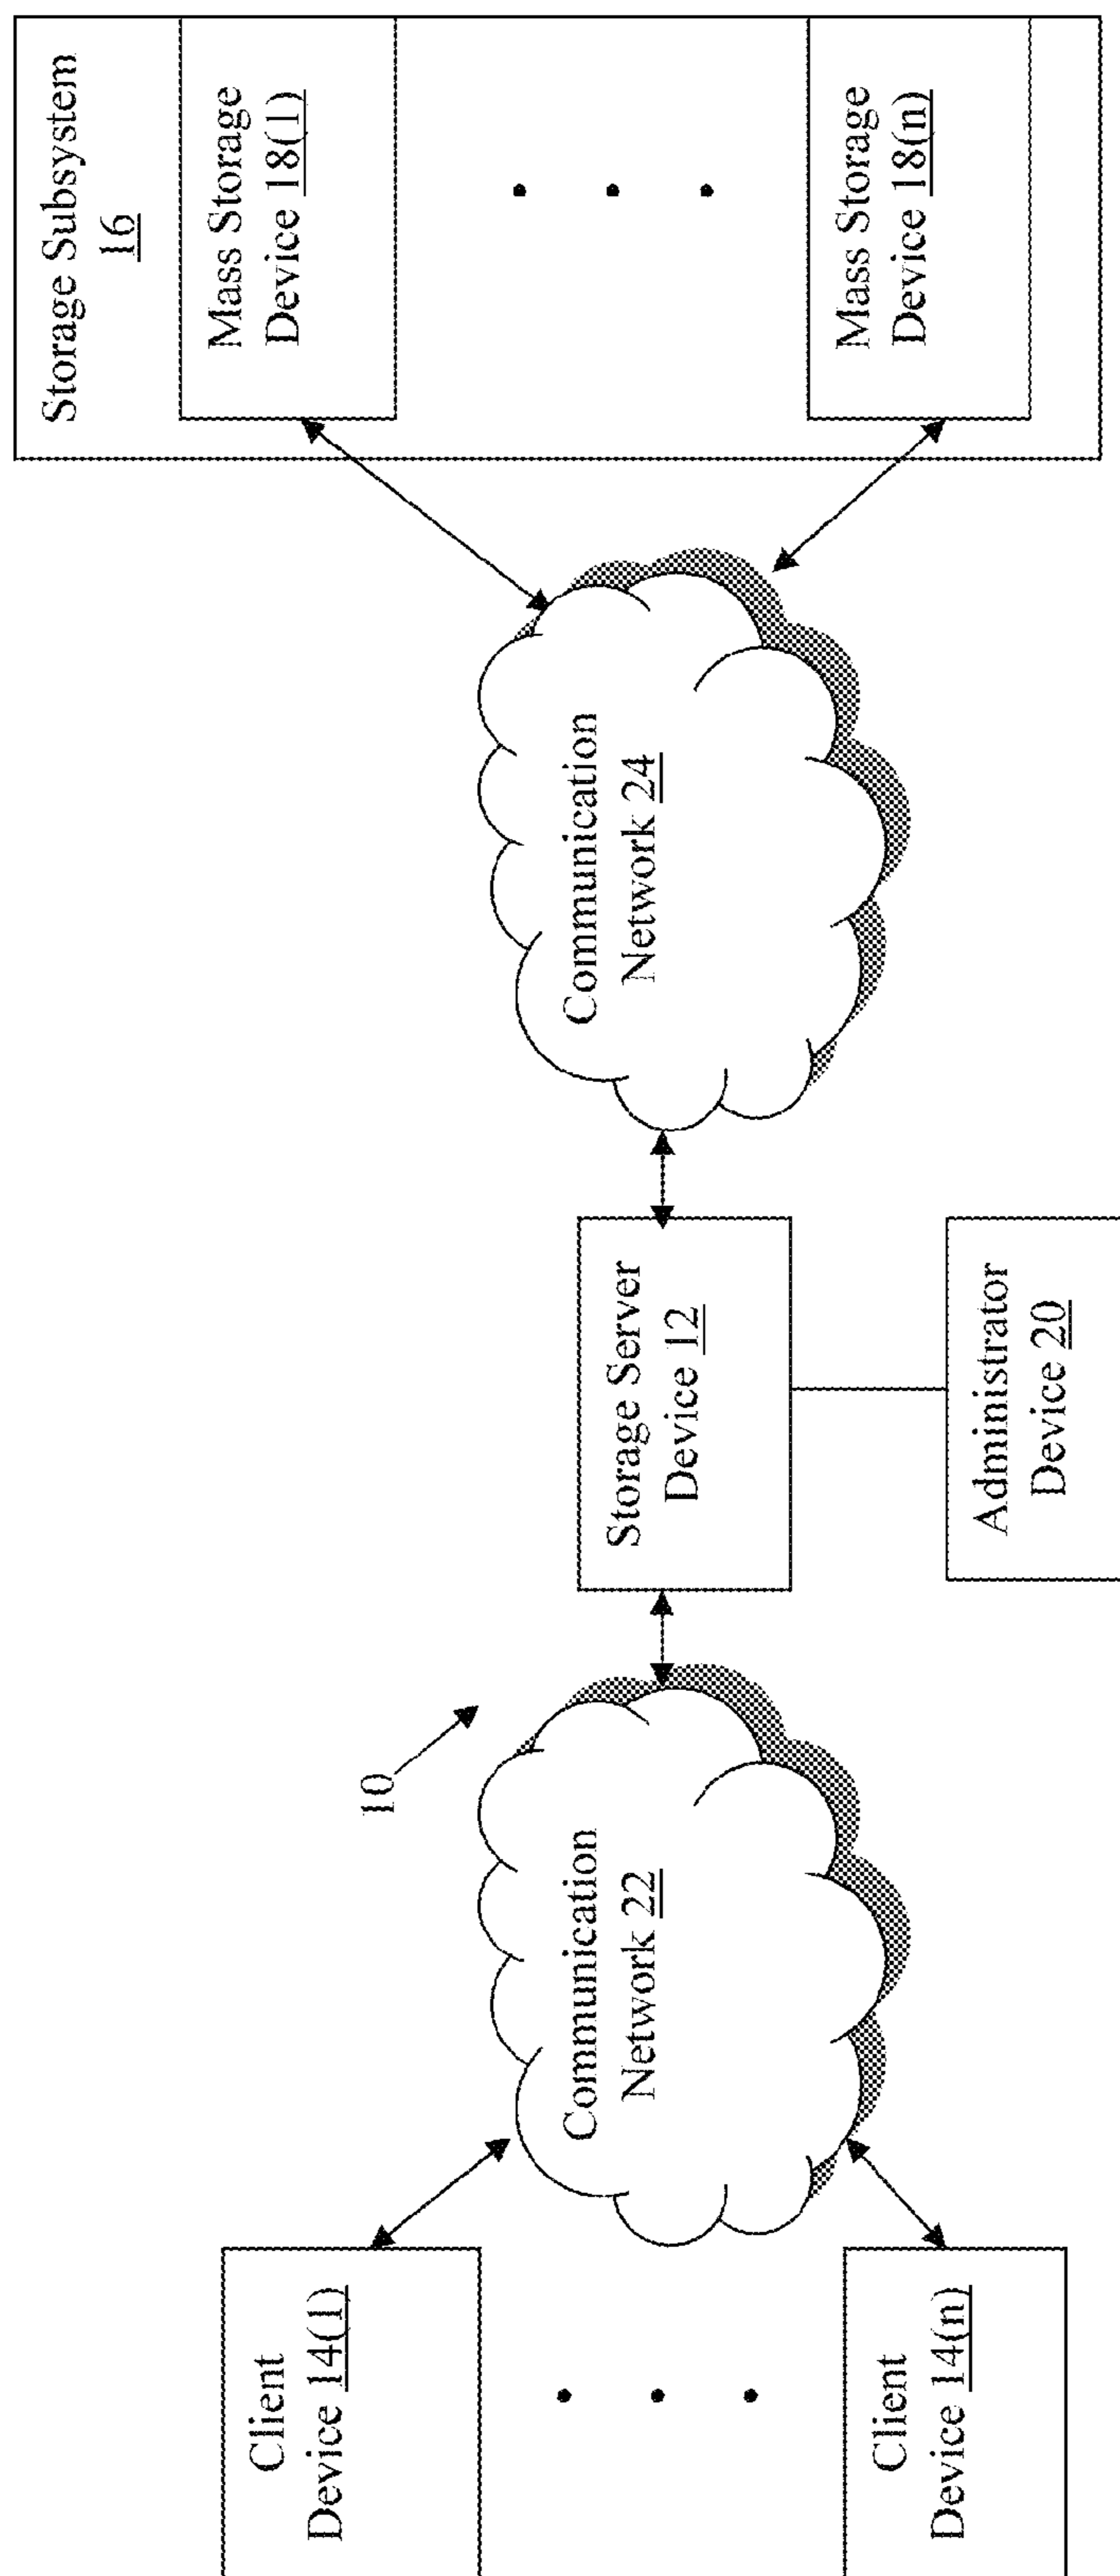 10
Client
Device 14(1)
Client
Device 14(n)
Communication
Network 22
Storage Server
Device 12
Administrator
Device 20
Communication
Network 24
Storage Subsystem
16
Mass Storage
Device 18(1)
Mass Storage
Device 18(n)